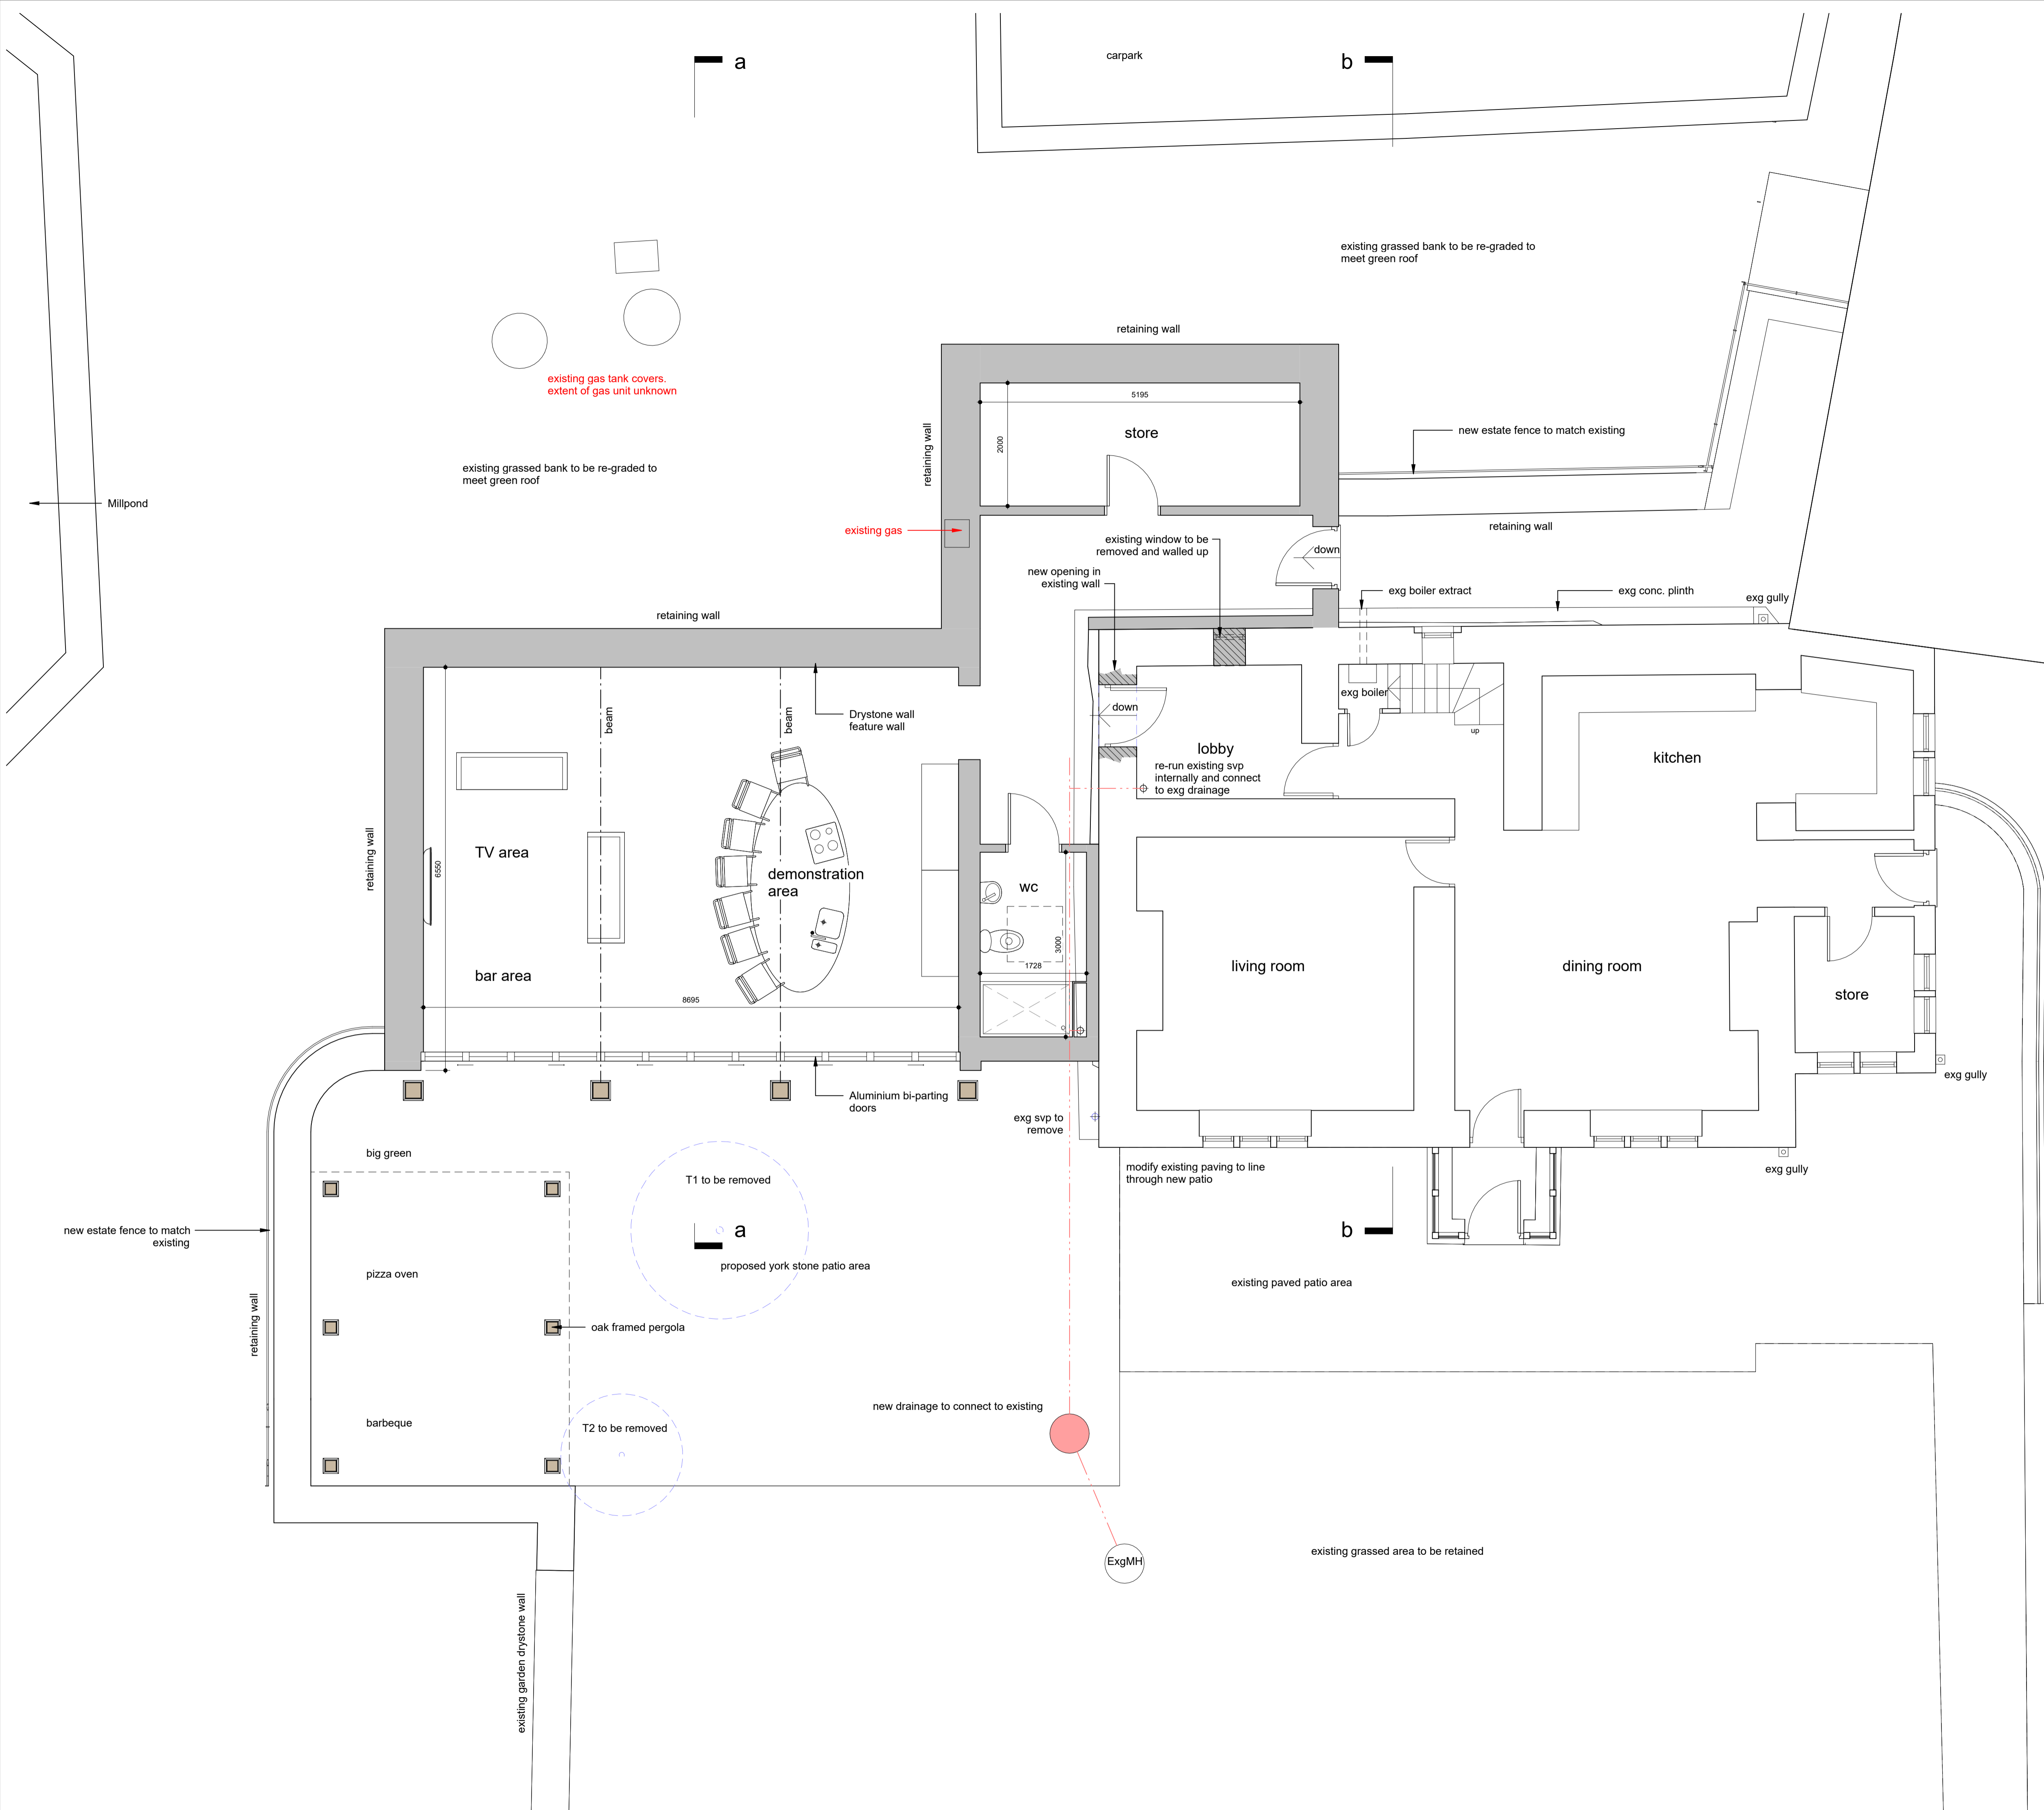 carpark
a
b
existing grassed bank to be re-graded to
meet green roof
retaining wall
existing gas tank covers.
extent of gas unit unknown
5195
2000
store
retaining wall
new estate fence to match existing
existing grassed bank to be re-graded to
meet green roof
Millpond
existing gas
retaining wall
existing window to be
removed and walled up
down
new opening in
existing wall
exg boiler extract
exg conc. plinth
exg gully
retaining wall
exg boiler
beam
beam
Drystone wall
feature wall
down
up
lobby
re-run existing svp
internally and connect
to exg drainage
kitchen
retaining wall
6550
TV area
demonstration
area
wc
3000
1728
bar area
8695
living room
dining room
store
exg gully
Aluminium bi-parting
doors
exg svp to
remove
big green
T1 to be removed
modify existing paving to line
through new patio
exg gully
new estate fence to match
existing
a
b
proposed york stone patio area
pizza oven
existing paved patio area
retaining wall
oak framed pergola
barbeque
T2 to be removed
new drainage to connect to existing
ExgMH
existing grassed area to be retained
existing garden drystone wall